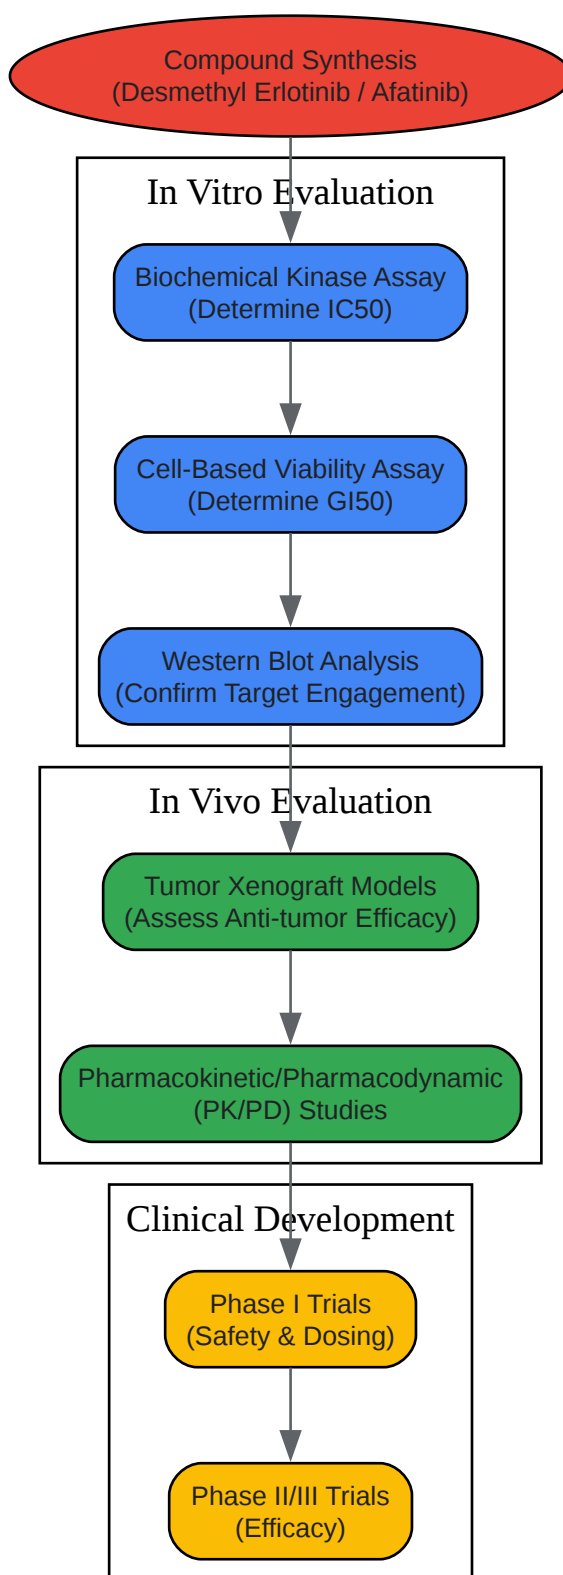 Compound Synthesis
(Desmethyl Erlotinib / Afatinib)
In Vitro Evaluation
Biochemical Kinase Assay
(Determine IC50)
Cell-Based Viability Assay
(Determine GI50)
Western Blot Analysis
(Confirm Target Engagement)
In Vivo Evaluation
Tumor Xenograft Models
(Assess Anti-tumor Efficacy)
Pharmacokinetic/Pharmacodynamic
(PK/PD) Studies
Clinical Development
Phase I Trials
(Safety & Dosing)
Phase II/III Trials
(Efficacy)